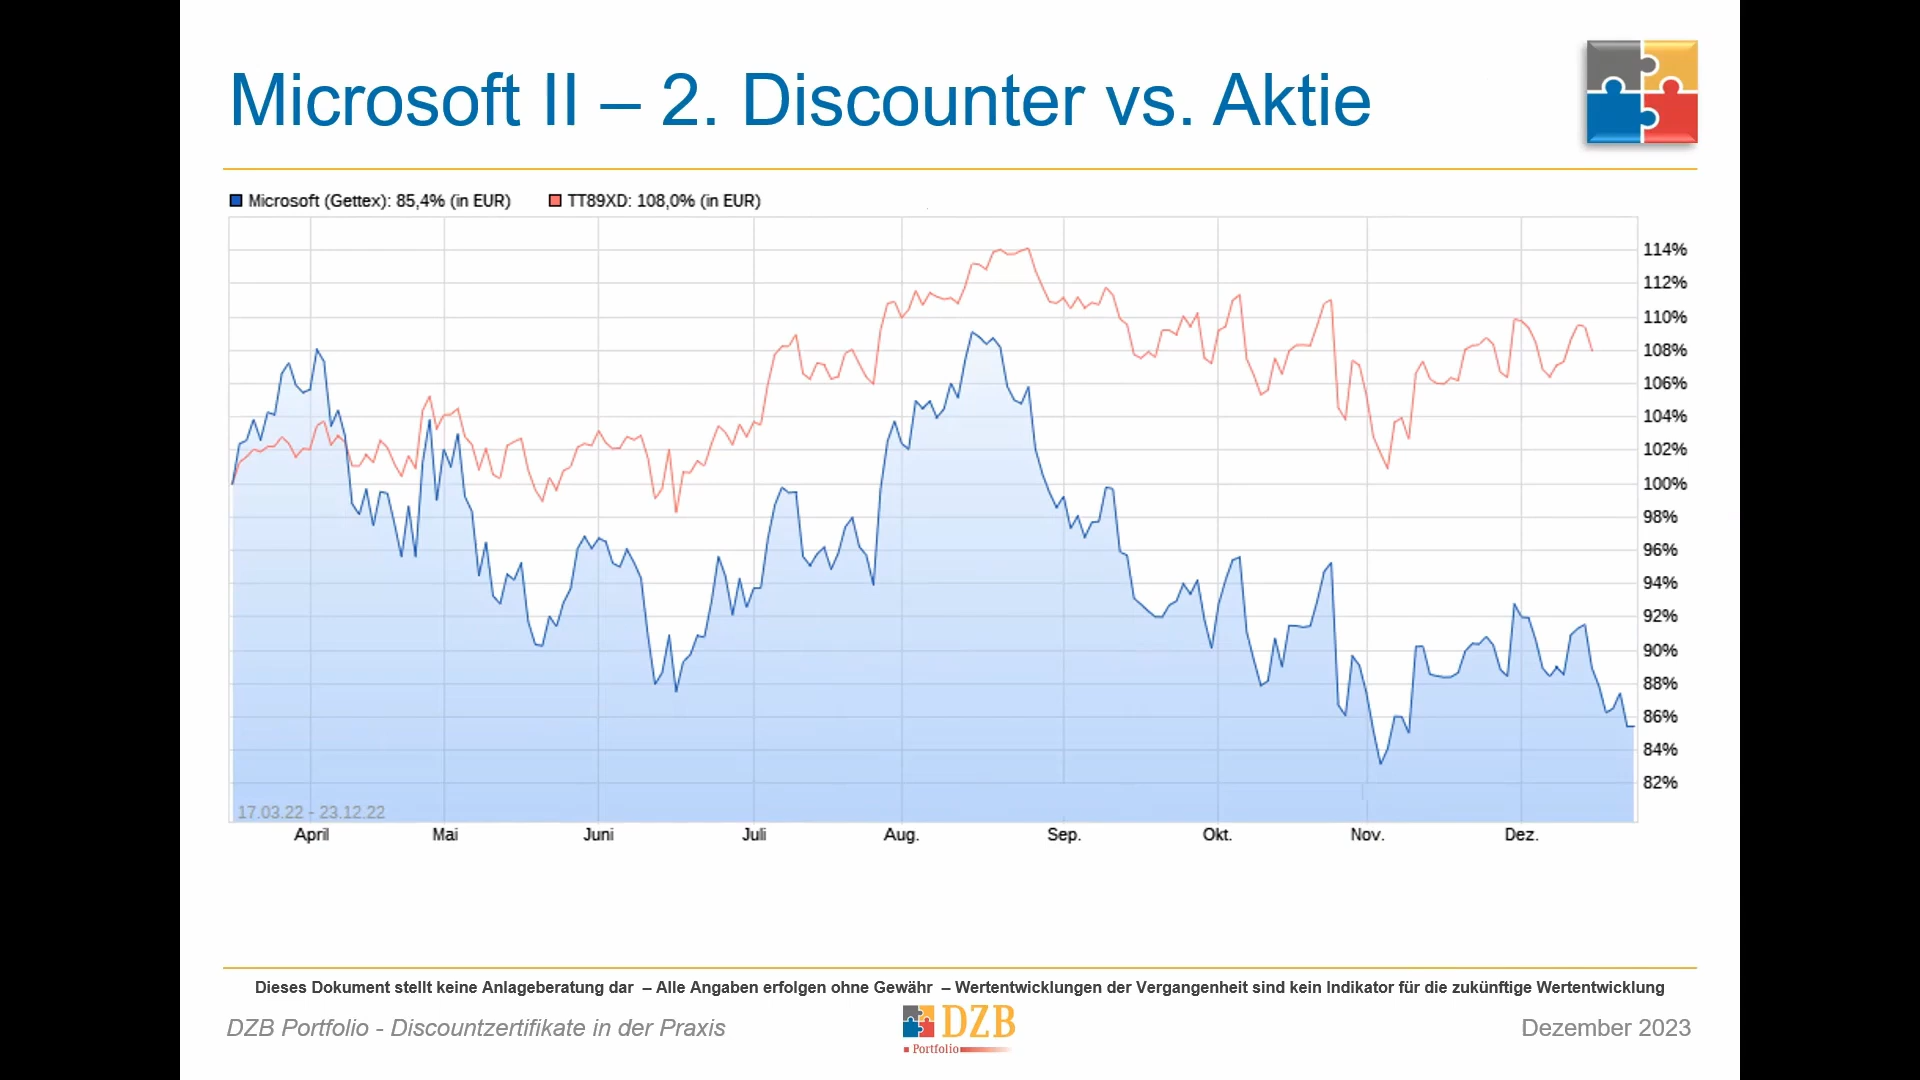 Microsoft II – 2. Discounter vs. Aktie
Microsoft (Gettex): 85,4% (in EUR) TT89XD: 108,0% (in EUR)
114%
112%
110%
108%
106%
104%
102%
100%
98%
96%
94%
92%
90%
88%
86%
84%
82%
17.03.22 - 23.12.22
April Mai Juni Juli Aug. Sep. Okt. Nov. Dez.
Dieses Dokument stellt keine Anlageberatung dar – Alle Angaben erfolgen ohne Gewähr – Wertentwicklungen der Vergangenheit sind kein Indikator für die zukünftige Wertentwicklung
DZB Portfolio - Discountzertifikate in der Praxis
DZB
Portfolio
Dezember 2023